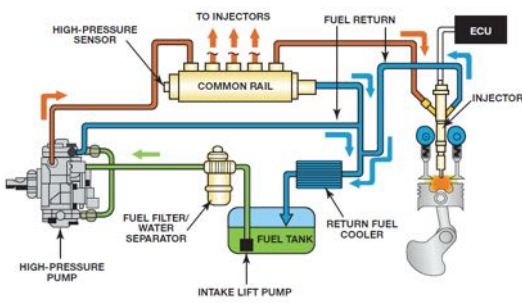 TO INJECTORS
FUEL RETURN
HIGH-PRESSURE
SENSOR
ECU
COMMON RAIL
INJECTOR
FUEL FILTER/
WATER
SEPARATOR
FUEL TANK
RETURN FUEL
COOLER
HIGH-PRESSURE
PUMP
INTAKE LIFT PUMP